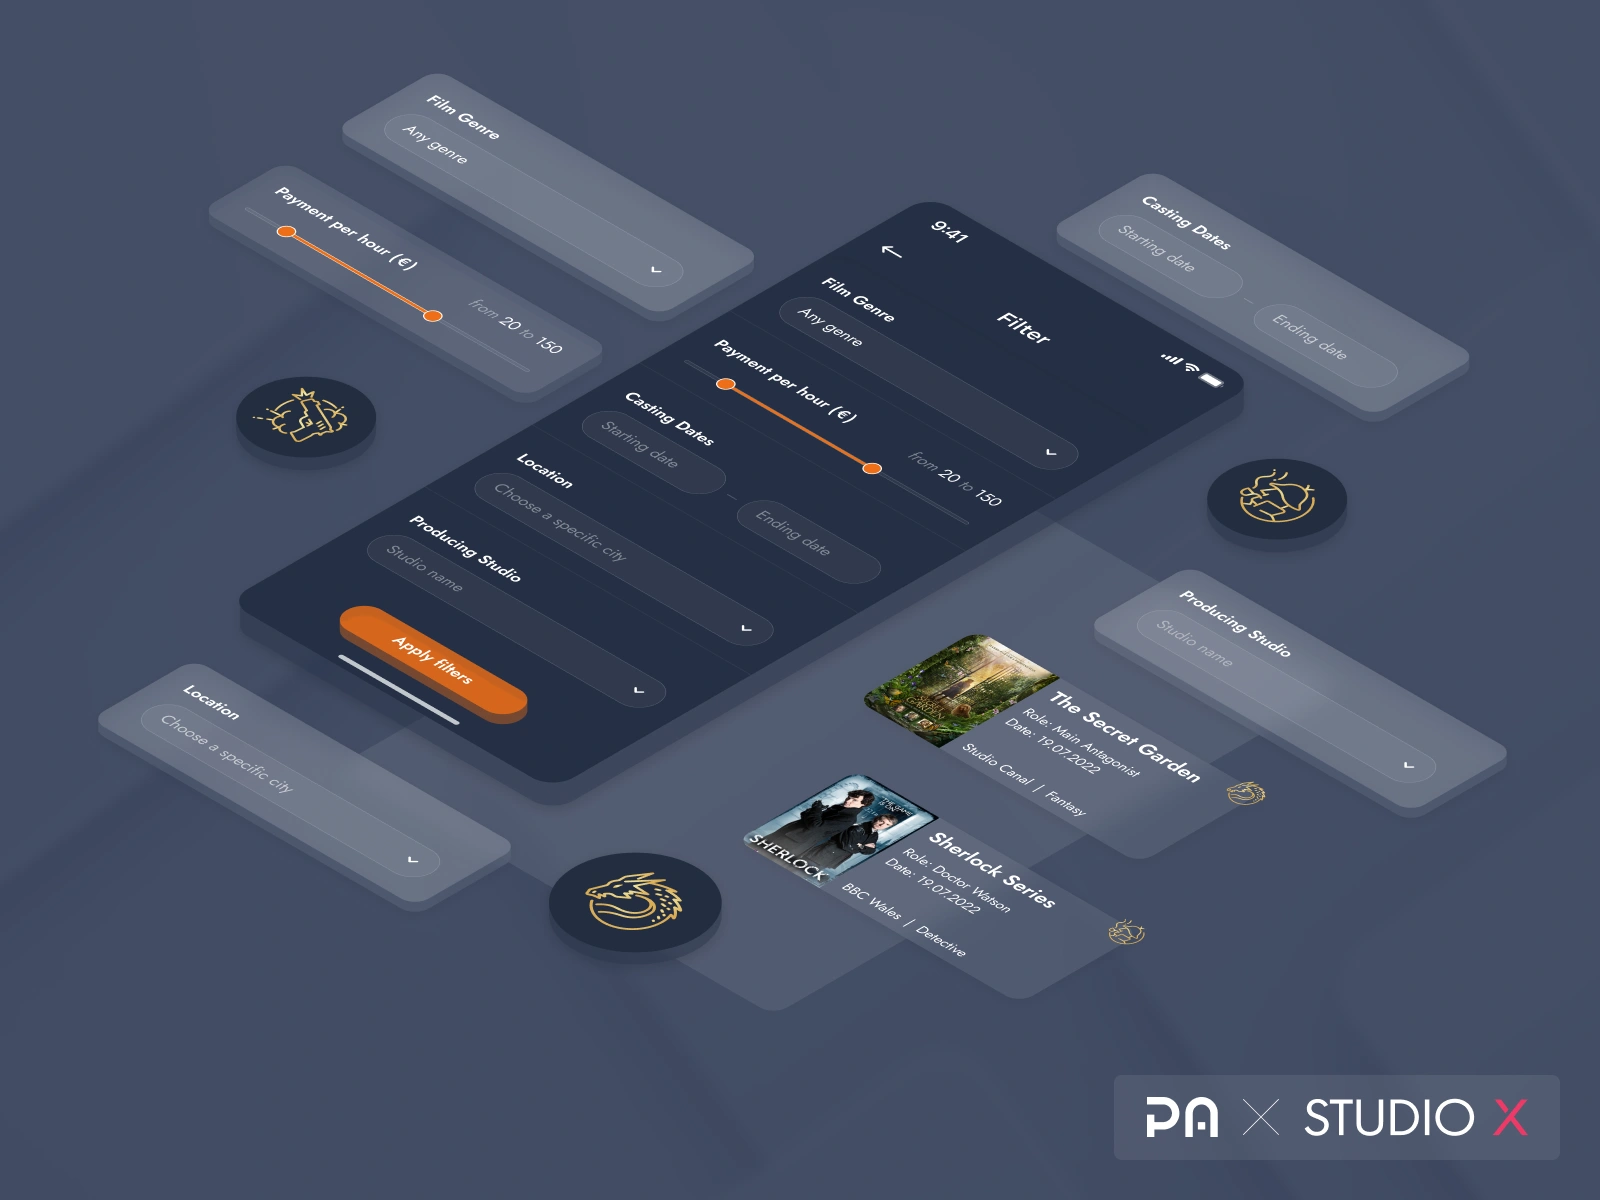 Film Genre
Any genre
Payment per hour (€)
from 20 to 150
9:41
Filter
Film Genre
Any genre
Payment per hour (€)
from 20 to 150
Casting Dates
Starting date
–
Ending date
Location
Choose a specific city
Producing Studio
Studio name
Apply filters
Casting Dates
Starting date
–
Ending date
Producing Studio
Studio name
Location
Choose a specific city
The Secret Garden
Role: Main Antagonist
Date: 19.07.2022
Studio Canal | Fantasy
THE GAME
IS ON
SHERLOCK
Sherlock Series
Role: Doctor Watson
Date: 19.07.2022
BBC Wales | Detective
PA X STUDIO X